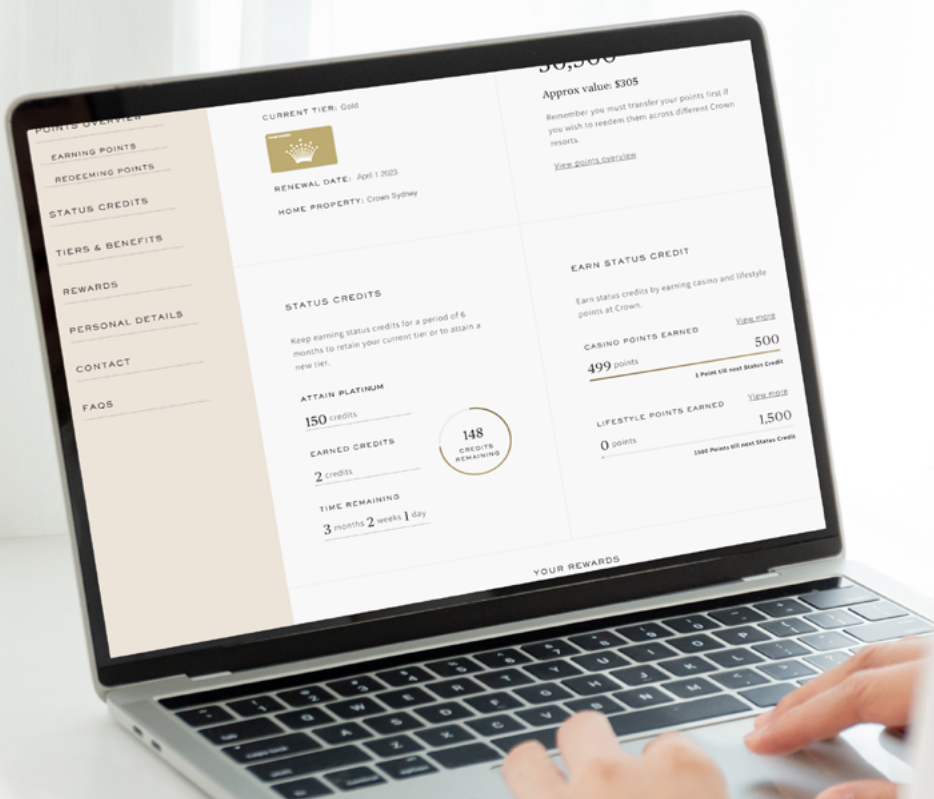 POINTS OVERVIEW
EARNING POINTS
REDEEMING POINTS
STATUS CREDITS
TIERS & BENEFITS
REWARDS
PERSONAL DETAILS
CONTACT
FAQS
CURRENT TIER: Gold
RENEWAL DATE: April 1 2023
HOME PROPERTY: Crown Sydney
Approx value: $305
Remember you must transfer your points first if
you wish to redeem them across different Crown
resorts.
View points overview
STATUS CREDITS
Keep earning status credits for a period of 6
months to retain your current tier or to attain a
new tier.
ATTAIN PLATINUM
150 credits
EARNED CREDITS
2 credits
TIME REMAINING
3 months 2 weeks 1 day
148
CREDITS
REMAINING
EARN STATUS CREDIT
Earn status credits by earning casino and lifestyle
points at Crown.
View more
CASINO POINTS EARNED
499 points
500
1 Point till next Status Credit
View more
LIFESTYLE POINTS EARNED
0 points
1,500
1500 Points till next Status Credit
YOUR REWARDS